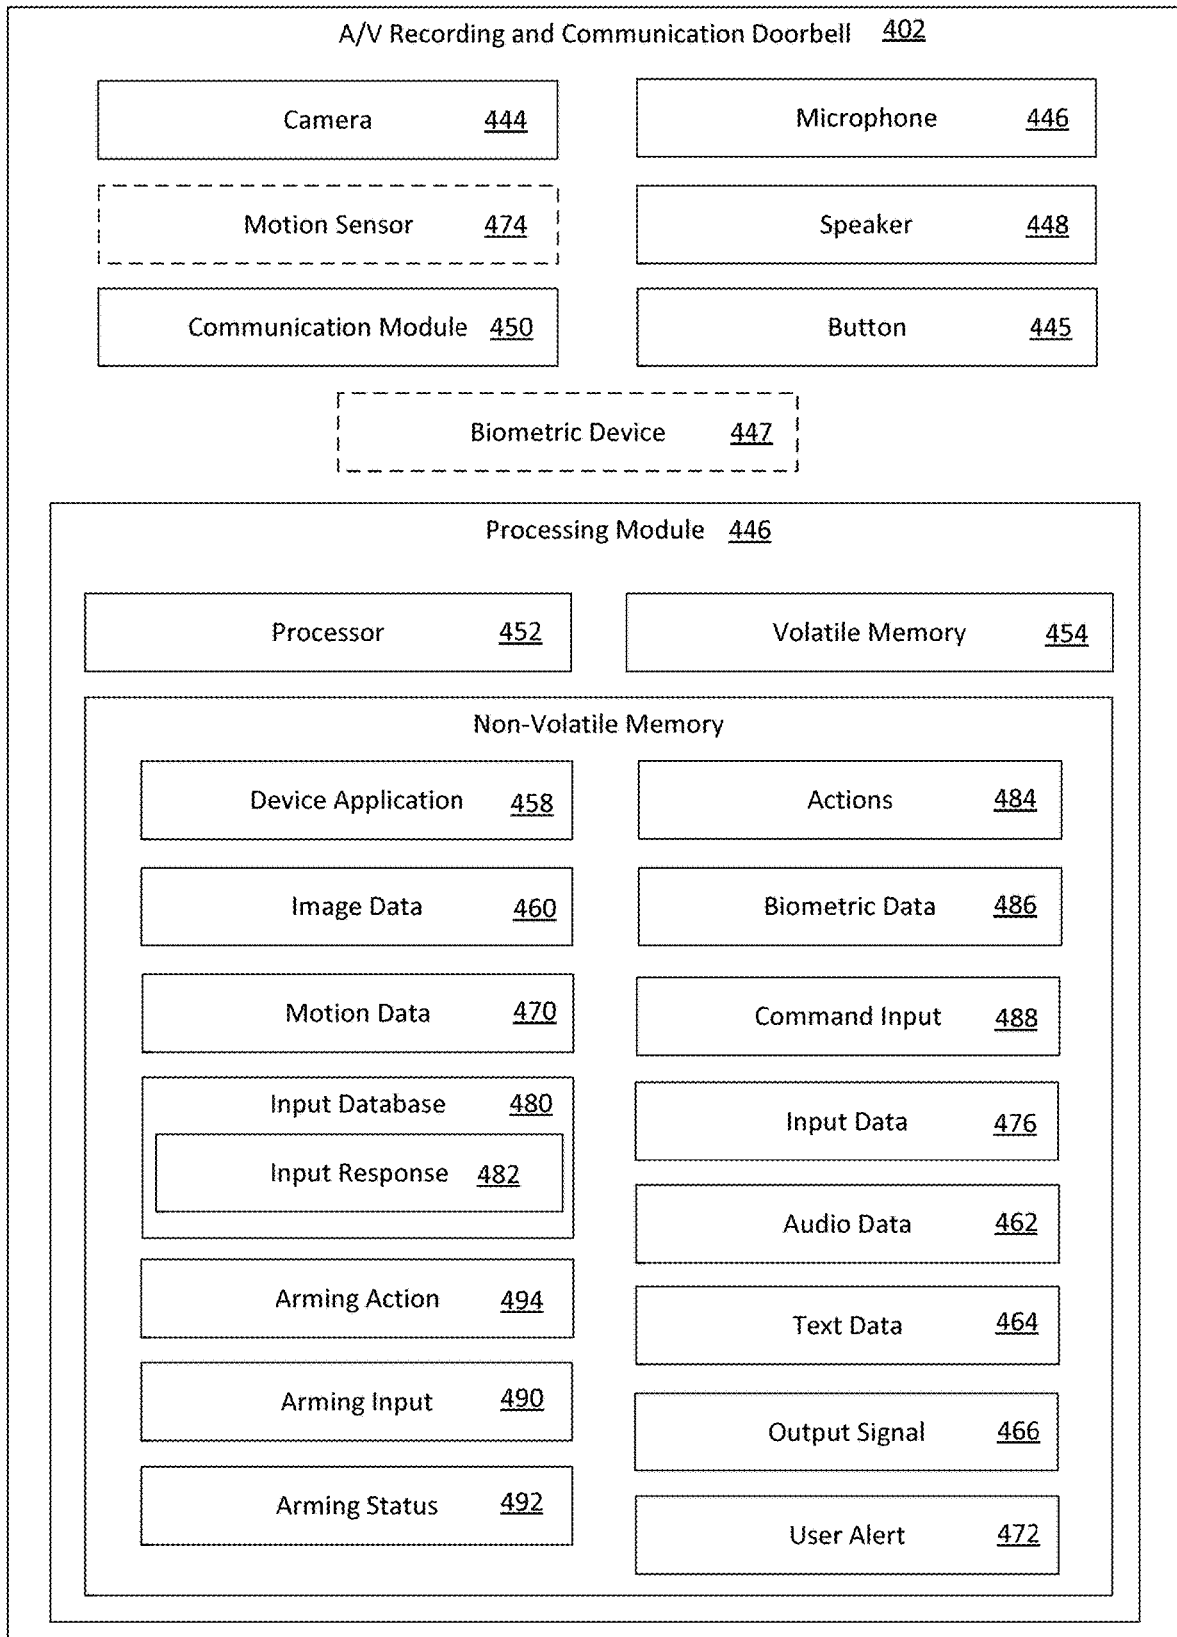 A/V Recording and Communication Doorbell 402
Camera 444
Microphone 446
Motion Sensor 474
Speaker 448
Communication Module 450
Button 445
Biometric Device 447
Processing Module 446
Processor 452
Volatile Memory 454
Non-Volatile Memory
Device Application 458
Actions 484
Image Data 460
Biometric Data 486
Motion Data 470
Command Input 488
Input Database 480
Input Response 482
Input Data 476
Audio Data 462
Arming Action 494
Text Data 464
Arming Input 490
Output Signal 466
Arming Status 492
User Alert 472